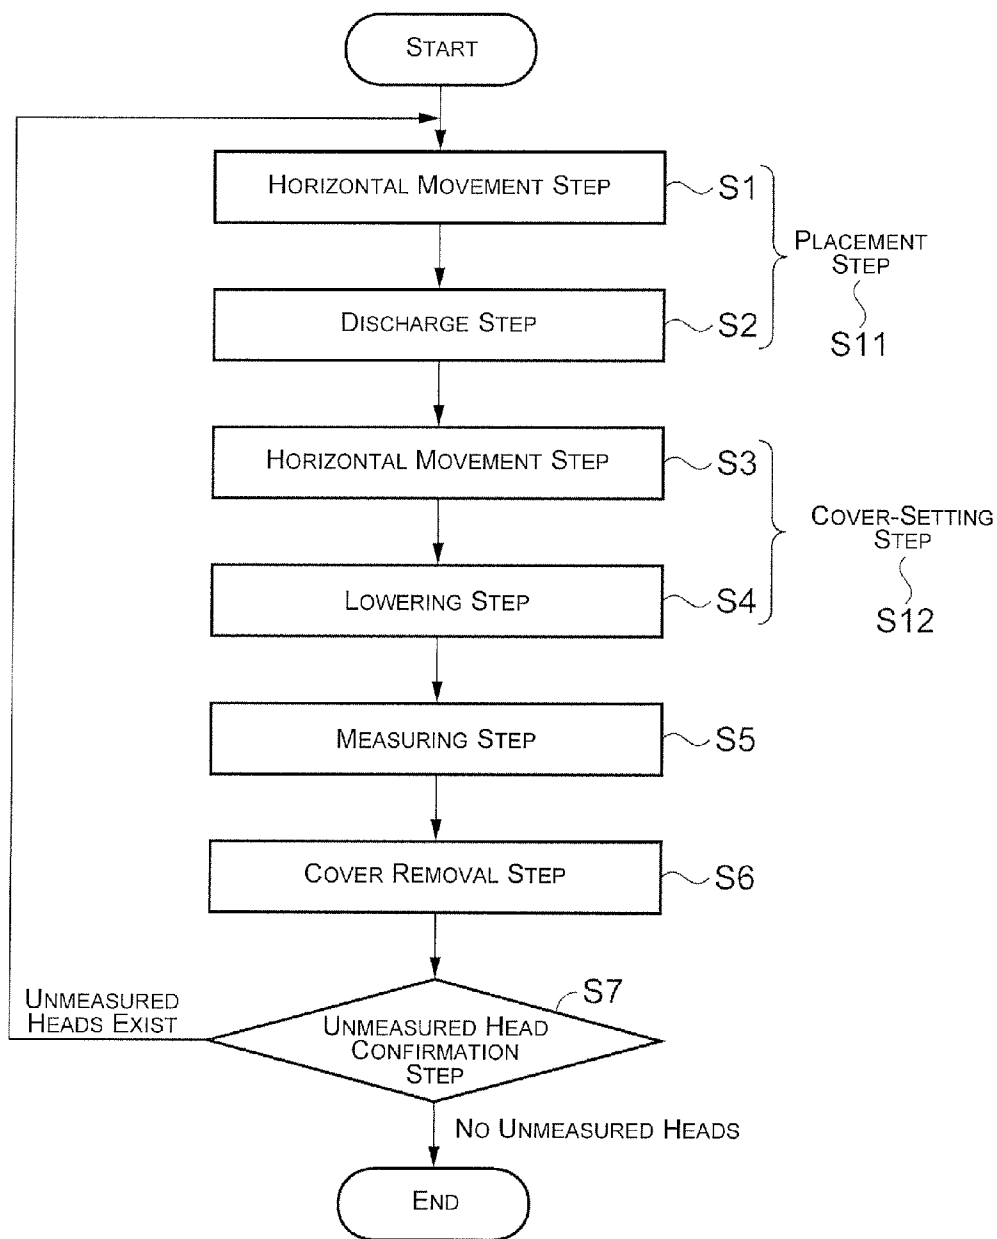 START
HORIZONTAL MOVEMENT STEP
S1
PLACEMENT
STEP
S11
DISCHARGE STEP
S2
HORIZONTAL MOVEMENT STEP
S3
COVER-SETTING
STEP
S12
LOWERING STEP
S4
MEASURING STEP
S5
COVER REMOVAL STEP
S6
S7
UNMEASURED
HEADS EXIST
UNMEASURED HEAD
CONFIRMATION
STEP
NO UNMEASURED HEADS
END